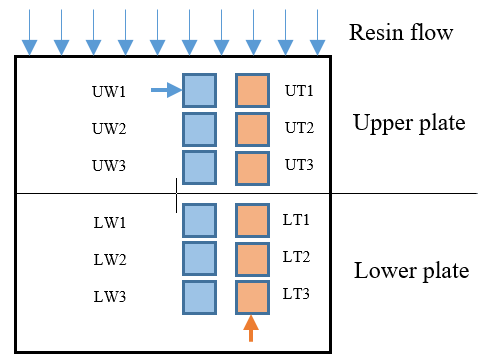 Resin flow
UW1 UT1
UW2 UT2
Upper plate
UW3 UT3
LW1 LT1
LW2 LT2
Lower plate
LW3 LT3